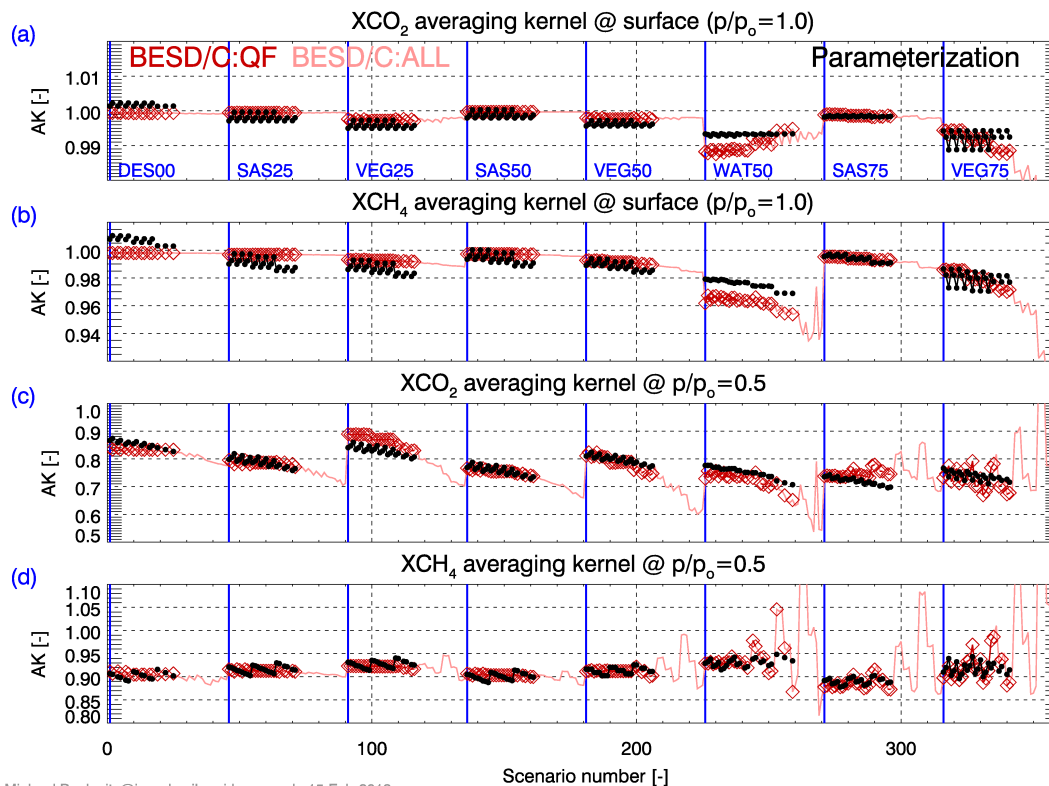 (a)
XCO2 averaging kernel @ surface (p/po=1.0)
BESD/C:QF BESD/C:ALL Parameterization
AK [-]
1.01
1.00
0.99
DES00 SAS25 VEG25 SAS50 VEG50 WAT50 SAS75 VEG75
(b)
XCH4 averaging kernel @ surface (p/po=1.0)
AK [-]
1.00
0.98
0.96
0.94
(c)
XCO2 averaging kernel @ p/po=0.5
AK [-]
1.0
0.9
0.8
0.7
0.6
0.5
(d)
XCH4 averaging kernel @ p/po=0.5
AK [-]
1.10
1.05
1.00
0.95
0.90
0.85
0.80
0 100 200 300
Scenario number [-]